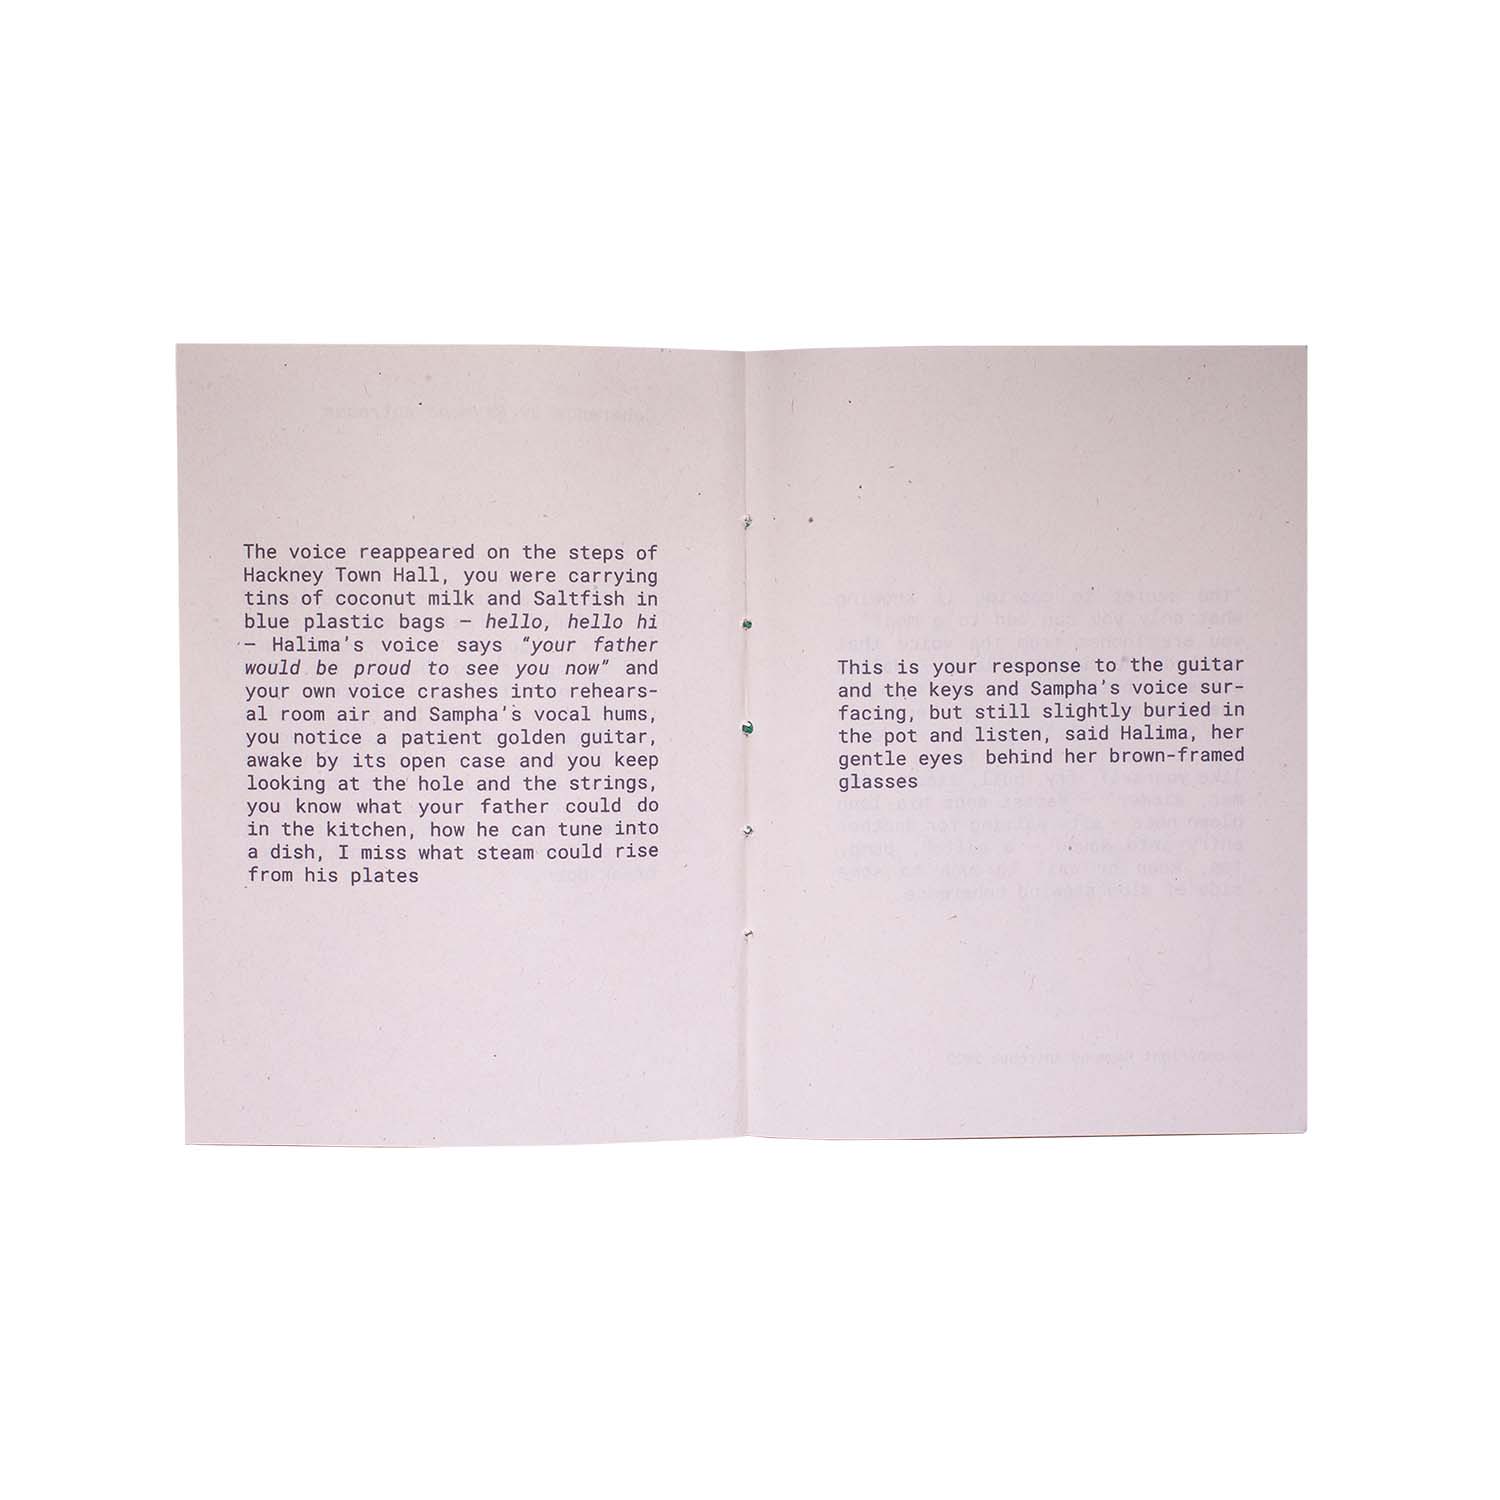 The voice reappeared on the steps of
Hackney Town Hall, you were carrying
tins of coconut milk and Saltfish in
blue plastic bags – hello, hello hi
– Halima's voice says “your father
would be proud to see you now” and
your own voice crashes into rehears-
al room air and Sampha's vocal hums,
you notice a patient golden guitar,
awake by its open case and you keep
looking at the hole and the strings,
you know what your father could do
in the kitchen, how he can tune into
a dish, I miss what steam could rise
from his plates
This is your response to the guitar
and the keys and Sampha's voice sur-
facing, but still slightly buried in
the pot and listen, said Halima, her
gentle eyes  behind her brown-framed
glasses